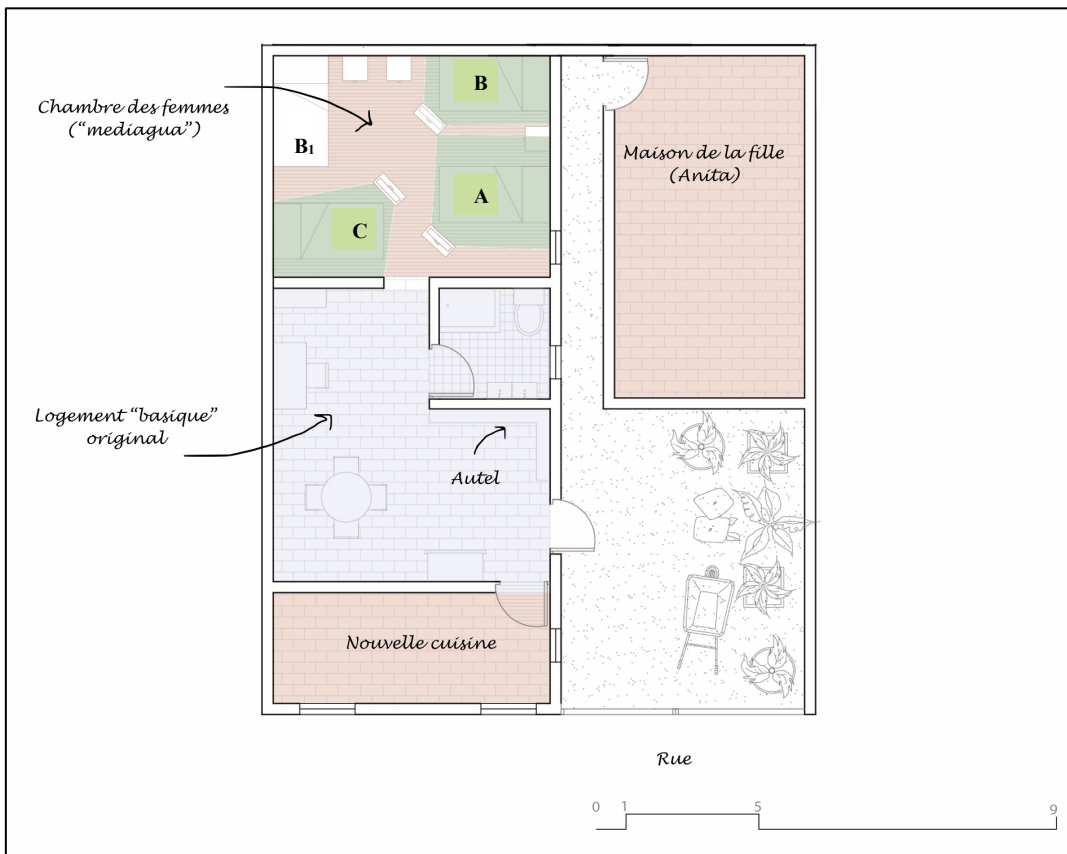 Chambre des femmes
(“mediagua”)
B
B1
A
C
Maison de la fille
(Anita)
Logement “basique”
original
Autel
Nouvelle cuisine
Rue
0 1 5 9